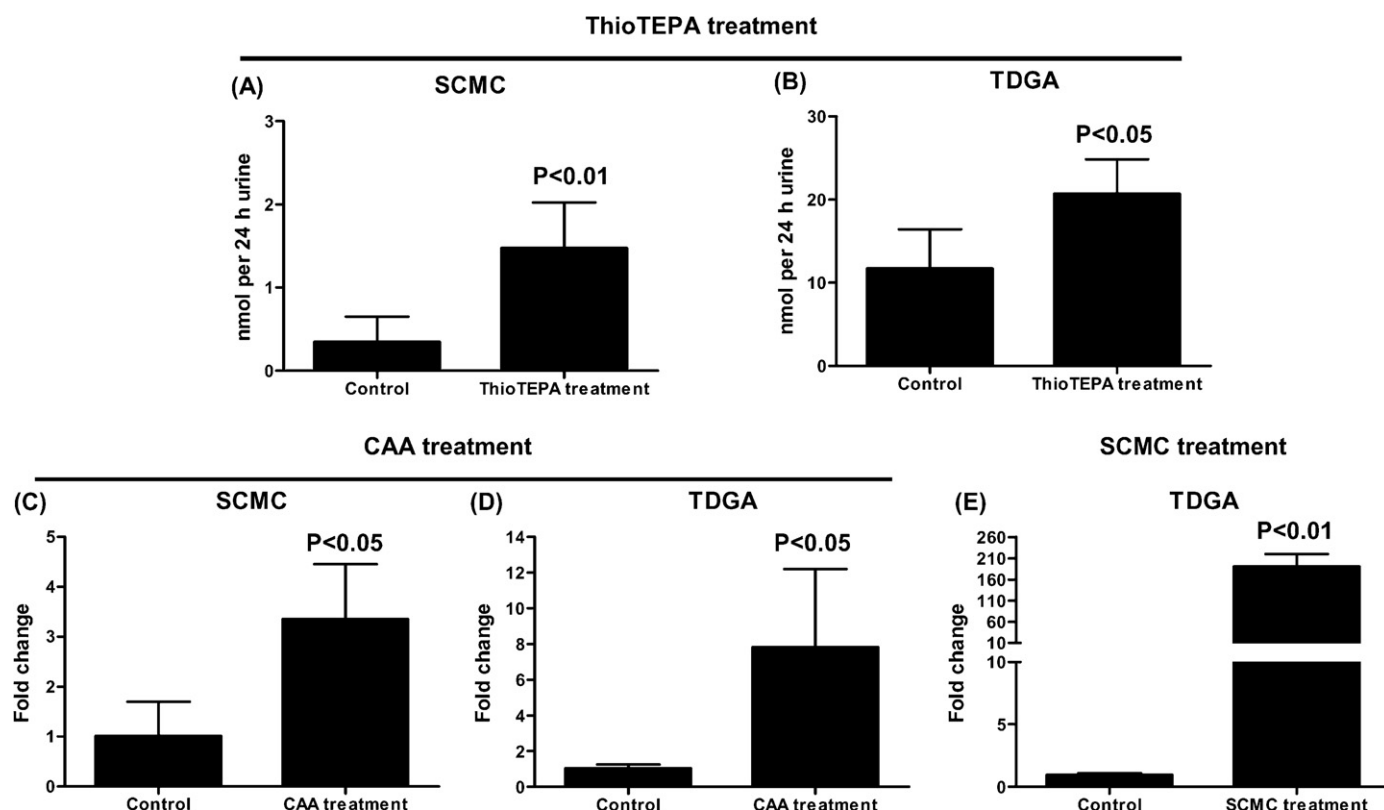 ThioTEPA treatment
(A)
SCMC
nmol per 24 h urine
3
2
1
0
P<0.01
Control
ThioTEPA treatment
(B)
TDGA
nmol per 24 h urine
30
20
10
0
P<0.05
Control
ThioTEPA treatment
CAA treatment
(C)
SCMC
Fold change
5
4
3
2
1
0
P<0.05
Control
CAA treatment
(D)
TDGA
Fold change
14
12
10
8
6
4
2
0
P<0.05
Control
CAA treatment
SCMC treatment
(E)
TDGA
Fold change
260
210
160
110
60
10
10
5
0
P<0.01
Control
SCMC treatment